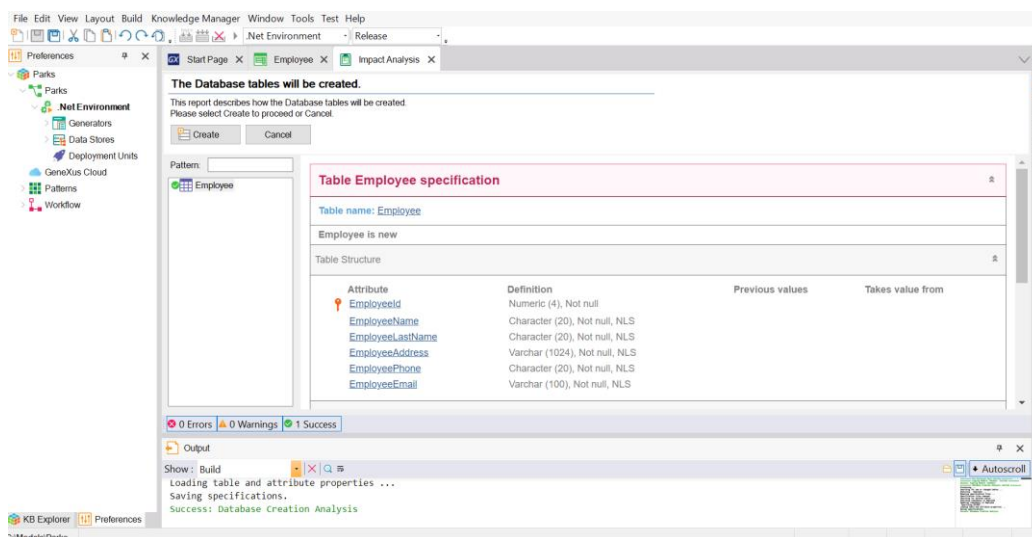 File Edit View Layout Build Knowledge Manager Window Tools Test Help
.Net Environment Release
Preferences
Start Page Employee Impact Analysis
Parks
Parks
.Net Environment
Generators
Data Stores
Deployment Units
GeneXus Cloud
Patterns
Workflow
The Database tables will be created.
This report describes how the Database tables will be created.
Please select Create to proceed or Cancel.
Create Cancel
Pattern:
Employee
Table Employee specification
Table name: Employee
Employee is new
Table Structure
Attribute Definition Previous values Takes value from
EmployeeId Numeric (4), Not null
EmployeeName Character (20), Not null, NLS
EmployeeLastName Character (20), Not null, NLS
EmployeeAddress Varchar (1024), Not null, NLS
EmployeePhone Character (20), Not null, NLS
EmployeeEmail Varchar (100), Not null, NLS
0 Errors 0 Warnings 1 Success
Output
Show: Build Autoscroll
Loading table and attribute properties ...
Saving specifications.
Success: Database Creation Analysis
KB Explorer Preferences